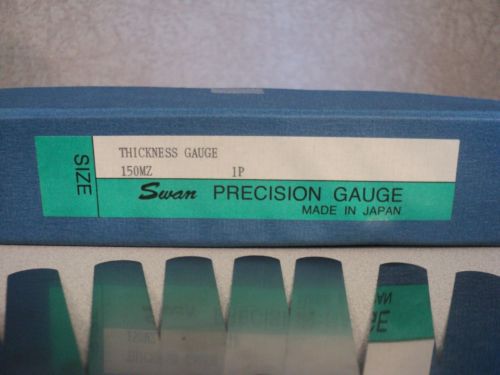 SIZE
THICKNESS GAUGE
150MZ 1P
Swan PRECISION GAUGE
MADE IN JAPAN